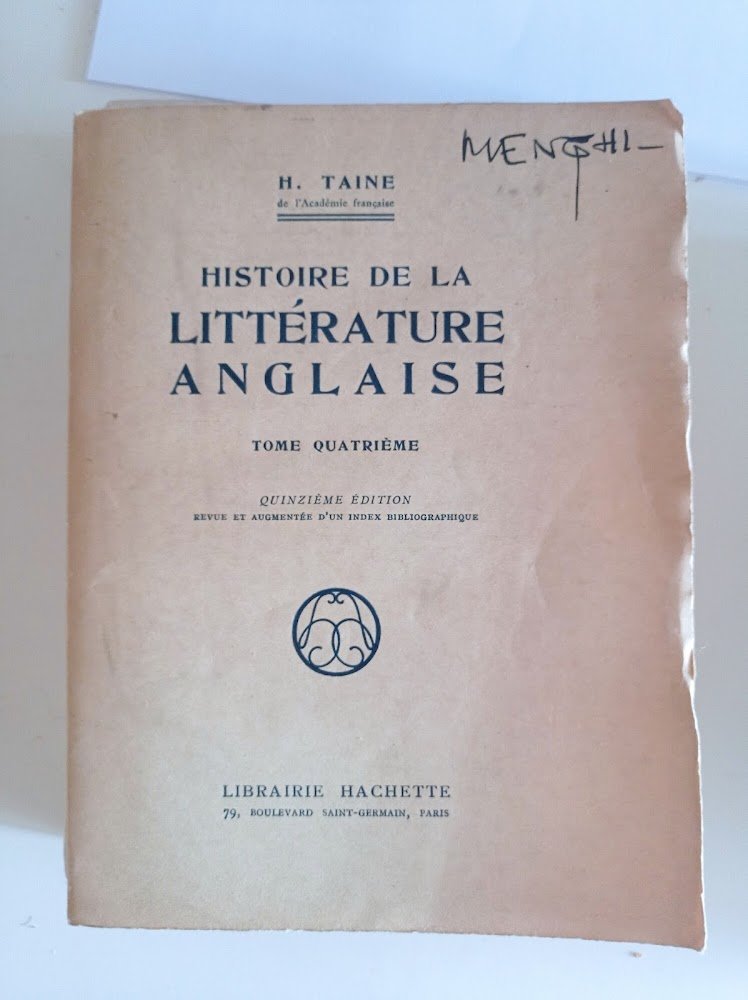 MENGHI
H. TAINE
de l'Académie française
HISTOIRE DE LA
LITTÉRATURE
ANGLAISE
TOME QUATRIÈME
QUINZIÈME ÉDITION
REVUE ET AUGMENTÉE D'UN INDEX BIBLIOGRAPHIQUE
LIBRAIRIE HACHETTE
79, BOULEVARD SAINT-GERMAIN, PARIS